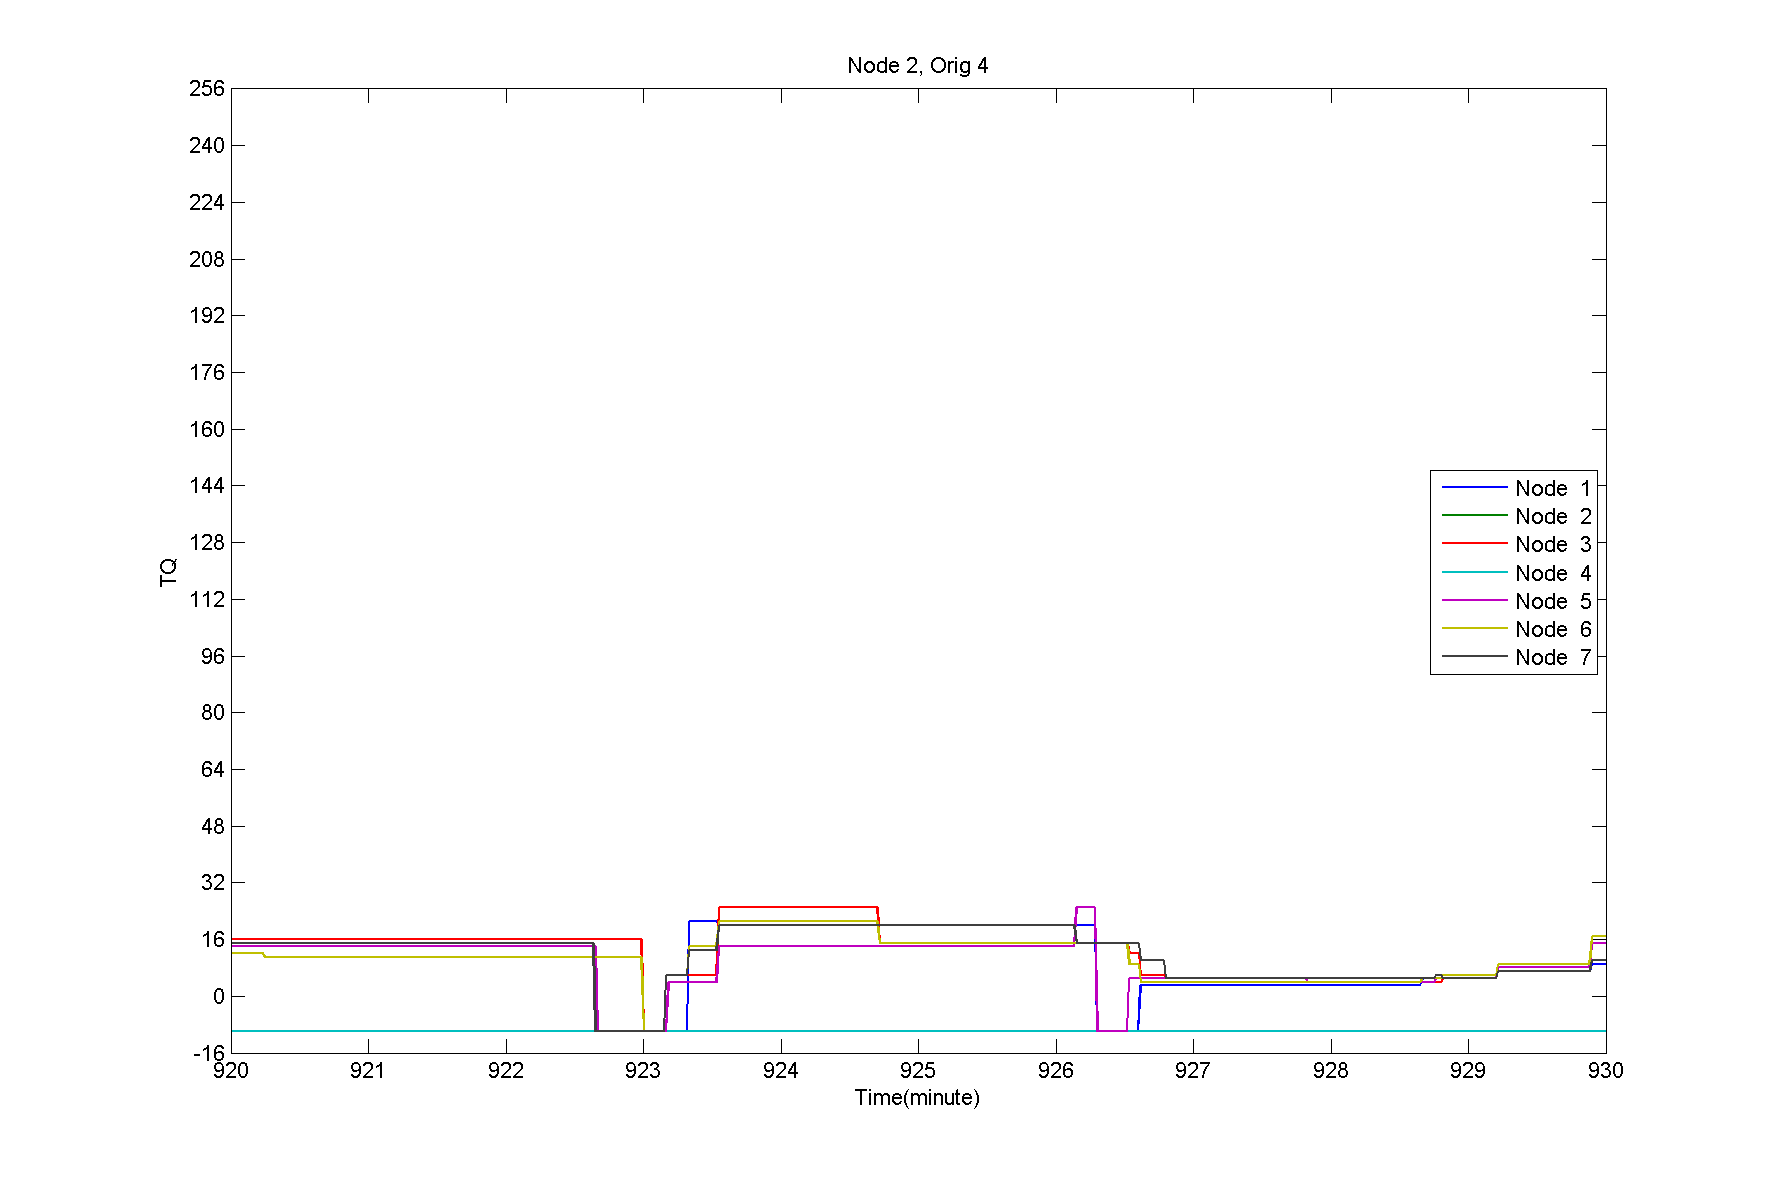 Node 2, Orig 4
256
240
224
208
192
176
160
144
128
112
96
80
64
48
32
16
0
-16
TQ
Node 1
Node 2
Node 3
Node 4
Node 5
Node 6
Node 7
920 921 922 923 924 925 926 927 928 929 930
Time(minute)